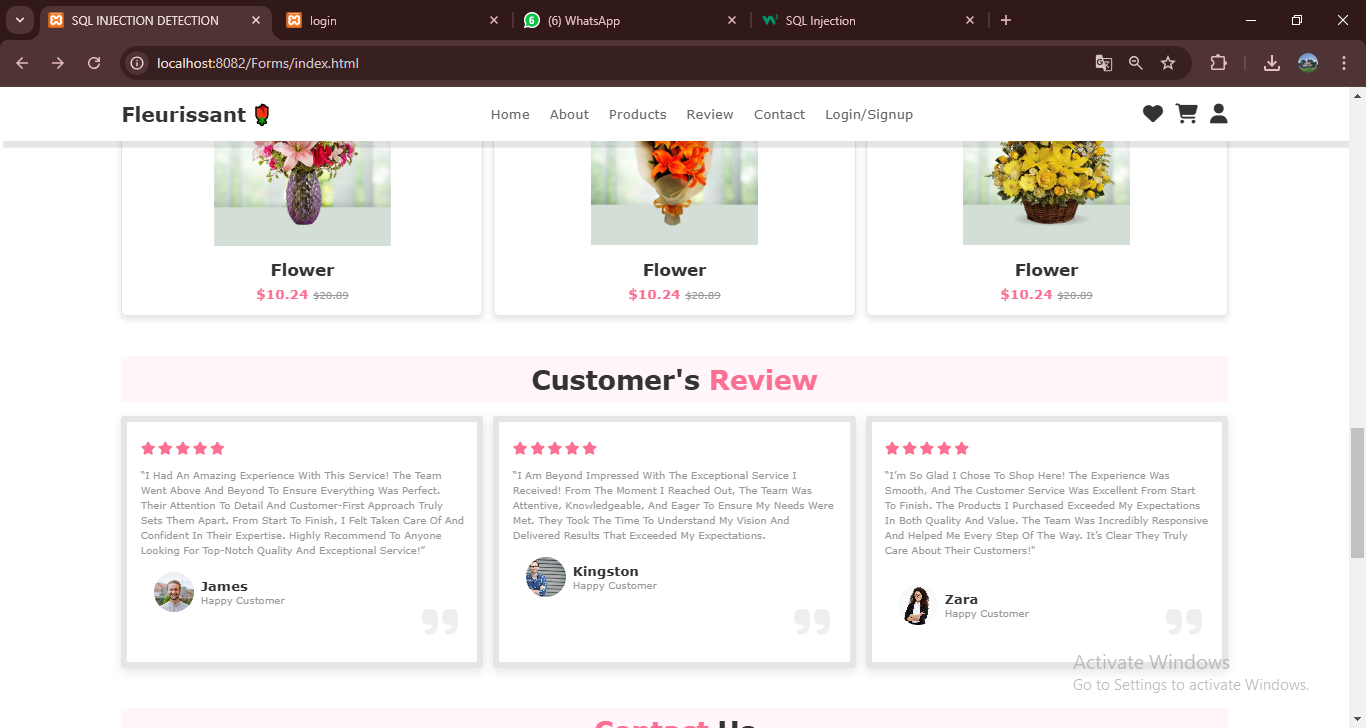 SQL INJECTION DETECTION
login
(6) WhatsApp
SQL Injection
localhost:8082/Forms/index.html
Fleurissant
Home About Products Review Contact Login/Signup
Flower Flower Flower
$10.24 $20.89 $10.24 $20.89 $10.24 $20.89
Customer's Review
“I Had An Amazing Experience With This Service! The Team
Went Above And Beyond To Ensure Everything Was Perfect.
Their Attention To Detail And Customer-First Approach Truly
Sets Them Apart. From Start To Finish, I Felt Taken Care Of And
Confident In Their Expertise. Highly Recommend To Anyone
Looking For Top-Notch Quality And Exceptional Service!”
James
Happy Customer
“I Am Beyond Impressed With The Exceptional Service I
Received! From The Moment I Reached Out, The Team Was
Attentive, Knowledgeable, And Eager To Ensure My Needs Were
Met. They Took The Time To Understand My Vision And
Delivered Results That Exceeded My Expectations.
Kingston
Happy Customer
“I’m So Glad I Chose To Shop Here! The Experience Was
Smooth, And The Customer Service Was Excellent From Start
To Finish. The Products I Purchased Exceeded My Expectations
In Both Quality And Value. The Team Was Incredibly Responsive
And Helped Me Every Step Of The Way. It’s Clear They Truly
Care About Their Customers!"
Zara
Happy Customer
Activate Windows
Go to Settings to activate Windows.
Contact Us